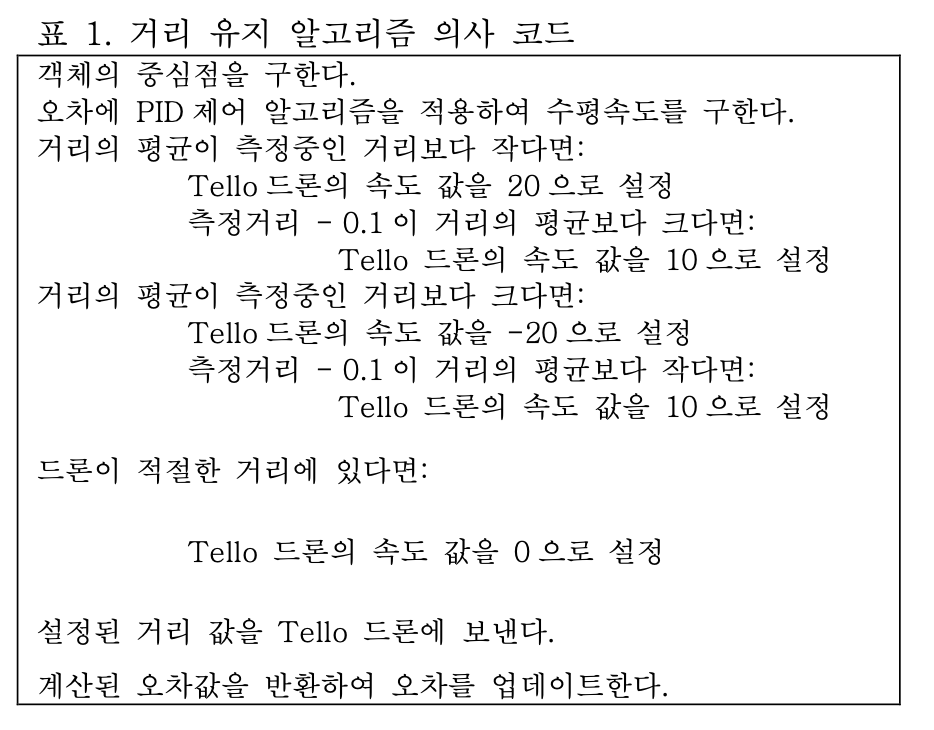 표 1. 거리 유지 알고리즘 의사 코드
객체의 중심점을 구한다.
오차에 PID 제어 알고리즘을 적용하여 수평속도를 구한다.
거리의 평균이 측정중인 거리보다 작다면:
Tello 드론의 속도 값을 20으로 설정
측정거리 - 0.1이 거리의 평균보다 크다면:
Tello 드론의 속도 값을 10으로 설정
거리의 평균이 측정중인 거리보다 크다면:
Tello 드론의 속도 값을 -20으로 설정
측정거리 - 0.1이 거리의 평균보다 작다면:
Tello 드론의 속도 값을 10으로 설정
드론이 적절한 거리에 있다면:
Tello 드론의 속도 값을 0으로 설정
설정된 거리 값을 Tello 드론에 보낸다.
계산된 오차값을 반환하여 오차를 업데이트한다.